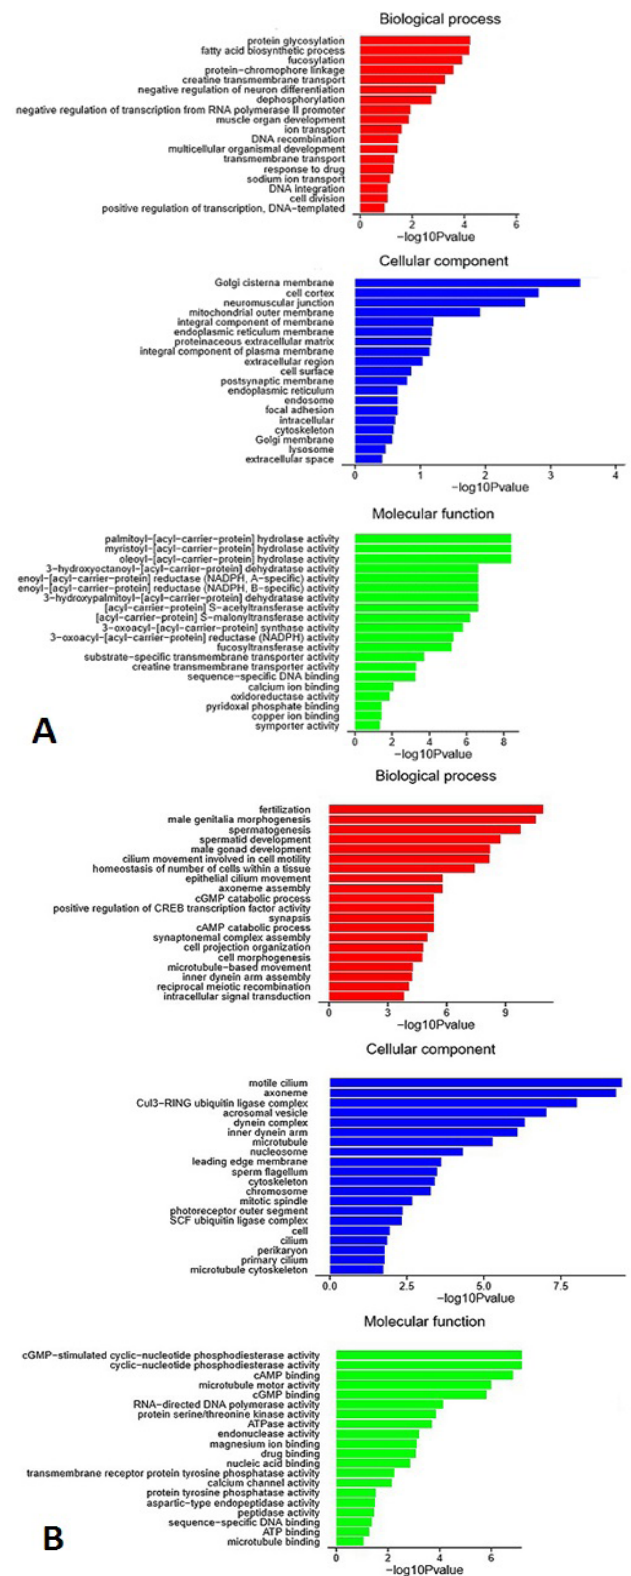 Biological process
protein glycosylation
fatty acid biosynthetic process
fucosylation
protein−chromophore linkage
creatine transmembrane transport
negative regulation of neuron differentiation
dephosphorylation
negative regulation of transcription from RNA polymerase II promoter
muscle organ development
ion transport
DNA recombination
multicellular organismal development
transmembrane transport
response to drug
sodium ion transport
DNA integration
cell division
positive regulation of transcription, DNA−templated
0 2 4 6
−log10Pvalue
Cellular component
Golgi cisterna membrane
cell cortex
neuromuscular junction
mitochondrial outer membrane
integral component of membrane
endoplasmic reticulum membrane
proteinaceous extracellular matrix
integral component of plasma membrane
extracellular region
cell surface
postsynaptic membrane
endoplasmic reticulum
endosome
focal adhesion
intracellular
cytoskeleton
Golgi membrane
lysosome
extracellular space
0 1 2 3 4
−log10Pvalue
Molecular function
palmitoyl−[acyl−carrier−protein] hydrolase activity
myristoyl−[acyl−carrier−protein] hydrolase activity
oleoyl−[acyl−carrier−protein] hydrolase activity
3−hydroxyoctanoyl−[acyl−carrier−protein] dehydratase activity
enoyl−[acyl−carrier−protein] reductase (NADPH, A−specific) activity
enoyl−[acyl−carrier−protein] reductase (NADPH, B−specific) activity
3−hydroxypalmitoyl−[acyl−carrier−protein] dehydratase activity
[acyl−carrier−protein] S−acetyltransferase activity
[acyl−carrier−protein] S−malonyltransferase activity
3−oxoacyl−[acyl−carrier−protein] synthase activity
3−oxoacyl−[acyl−carrier−protein] reductase (NADPH) activity
fucosyltransferase activity
substrate−specific transmembrane transporter activity
creatine transmembrane transporter activity
sequence−specific DNA binding
calcium ion binding
oxidoreductase activity
pyridoxal phosphate binding
copper ion binding
symporter activity
0 2 4 6 8
−log10Pvalue
A
Biological process
fertilization
male genitalia morphogenesis
spermatogenesis
spermatid development
male gonad development
cilium movement involved in cell motility
homeostasis of number of cells within a tissue
epithelial cilium movement
axoneme assembly
cGMP catabolic process
positive regulation of CREB transcription factor activity
synapsis
cAMP catabolic process
synaptonemal complex assembly
cell projection organization
cell morphogenesis
microtubule−based movement
inner dynein arm assembly
reciprocal meiotic recombination
intracellular signal transduction
0 3 6 9
−log10Pvalue
Cellular component
motile cilium
axoneme
Cul3−RING ubiquitin ligase complex
acrosomal vesicle
dynein complex
inner dynein arm
microtubule
nucleosome
leading edge membrane
sperm flagellum
cytoskeleton
chromosome
mitotic spindle
photoreceptor outer segment
SCF ubiquitin ligase complex
cell
cilium
perikaryon
primary cilium
microtubule cytoskeleton
0.0 2.5 5.0 7.5
−log10Pvalue
Molecular function
cGMP−stimulated cyclic−nucleotide phosphodiesterase activity
cyclic−nucleotide phosphodiesterase activity
cAMP binding
microtubule motor activity
cGMP binding
RNA−directed DNA polymerase activity
protein serine/threonine kinase activity
ATPase activity
endonuclease activity
magnesium ion binding
drug binding
nucleic acid binding
transmembrane receptor protein tyrosine phosphatase activity
calcium channel activity
protein tyrosine phosphatase activity
aspartic−type endopeptidase activity
peptidase activity
sequence−specific DNA binding
ATP binding
microtubule binding
0 2 4 6
−log10Pvalue
B